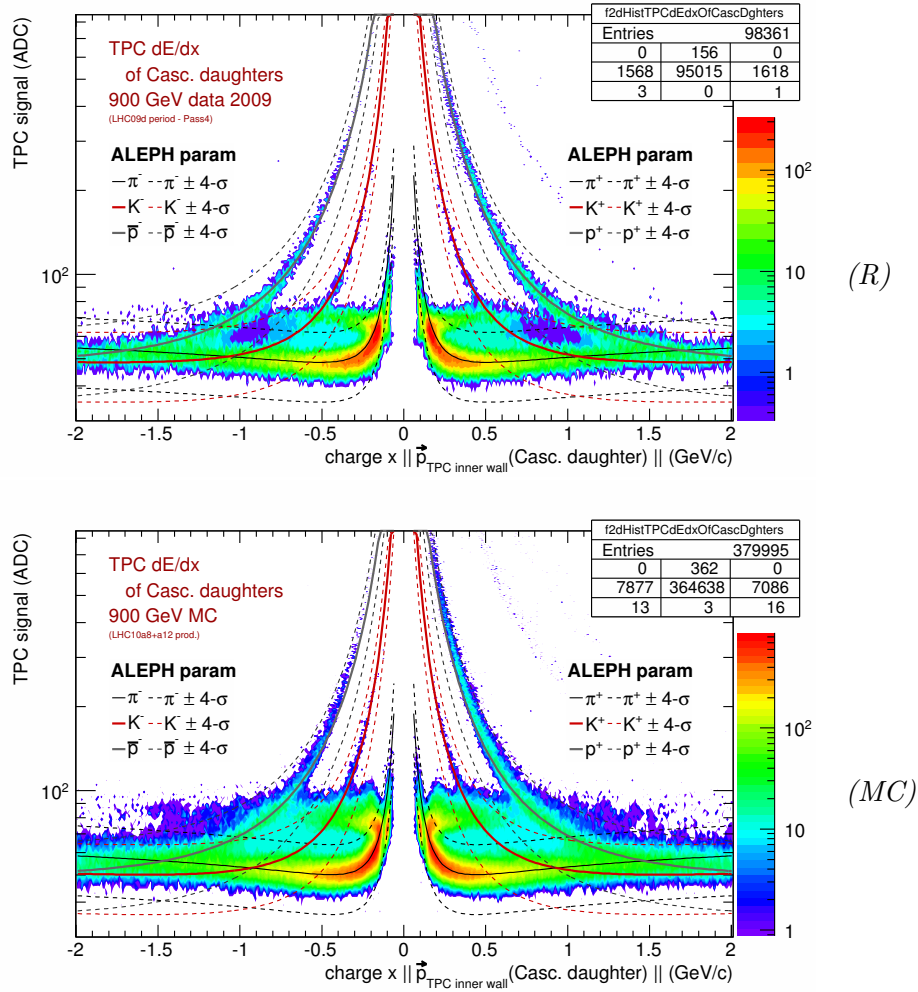 f2dHistTPCdEdxOfCascDghters
Entries 98361
0 156 0
1568 95015 1618
3 0 1
TPC signal (ADC)
TPC dE/dx
of Casc. daughters
900 GeV data 2009
(LHC09d period - Pass4)
ALEPH param
π⁻ π⁻ ± 4-σ
K⁻ K⁻ ± 4-σ
p̅⁻ p̅⁻ ± 4-σ
ALEPH param
π⁺ π⁺ ± 4-σ
K⁺ K⁺ ± 4-σ
p⁺ p⁺ ± 4-σ
10²
10²
10
1
(R)
-2 -1.5 -1 -0.5 0 0.5 1 1.5 2
charge x || p⃗ TPC inner wall (Casc. daughter) || (GeV/c)
f2dHistTPCdEdxOfCascDghters
Entries 379995
0 362 0
7877 364638 7086
13 3 16
TPC signal (ADC)
TPC dE/dx
of Casc. daughters
900 GeV MC
(LHC10a8+a12 prod.)
ALEPH param
π⁻ π⁻ ± 4-σ
K⁻ K⁻ ± 4-σ
p̅⁻ p̅⁻ ± 4-σ
ALEPH param
π⁺ π⁺ ± 4-σ
K⁺ K⁺ ± 4-σ
p⁺ p⁺ ± 4-σ
10²
10²
10
1
(MC)
-2 -1.5 -1 -0.5 0 0.5 1 1.5 2
charge x || p⃗ TPC inner wall (Casc. daughter) || (GeV/c)